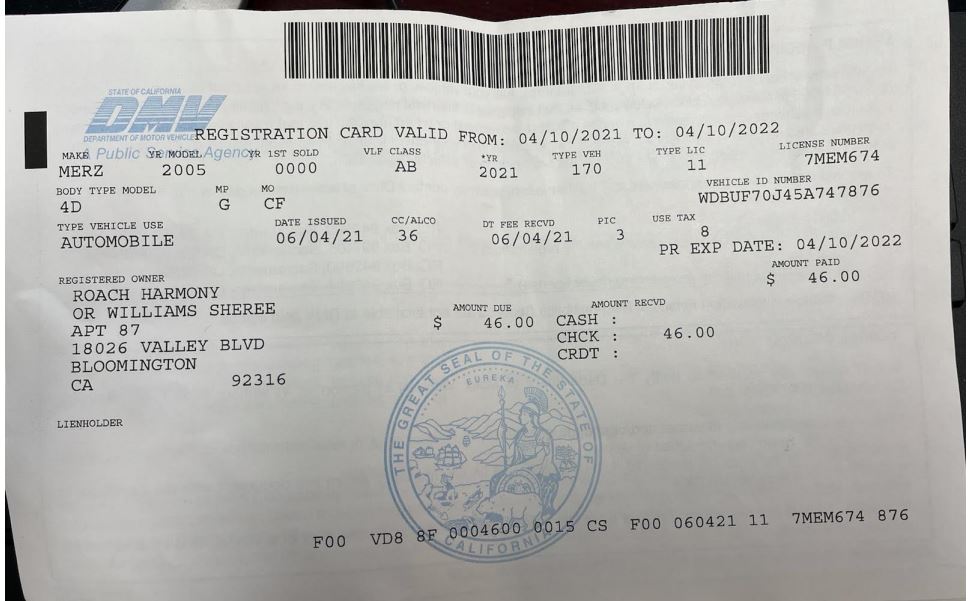 STATE OF CALIFORNIA
DMV
DEPARTMENT OF MOTOR VEHICLES
A Public Service Agency
REGISTRATION CARD VALID FROM: 04/10/2021 TO: 04/10/2022
MAKE YR MODEL YR 1ST SOLD VLF CLASS *YR TYPE VEH TYPE LIC LICENSE NUMBER
MERZ 2005 0000 AB 2021 170 11 7MEM674
BODY TYPE MODEL MP MO VEHICLE ID NUMBER
4D G CF WDBUF70J45A747876
TYPE VEHICLE USE DATE ISSUED CC/ALCO DT FEE RECVD PIC USE TAX
AUTOMOBILE 06/04/21 36 06/04/21 3 8
PR EXP DATE: 04/10/2022
REGISTERED OWNER AMOUNT PAID
ROACH HARMONY $ 46.00
OR WILLIAMS SHEREE AMOUNT DUE AMOUNT RECVD
APT 87 $ 46.00 CASH :
18026 VALLEY BLVD CHCK : 46.00
BLOOMINGTON CRDT :
CA 92316
LIENHOLDER
THE GREAT SEAL OF THE STATE OF CALIFORNIA
EUREKA
F00 VD8 8F 0004600 0015 CS F00 060421 11 7MEM674 876